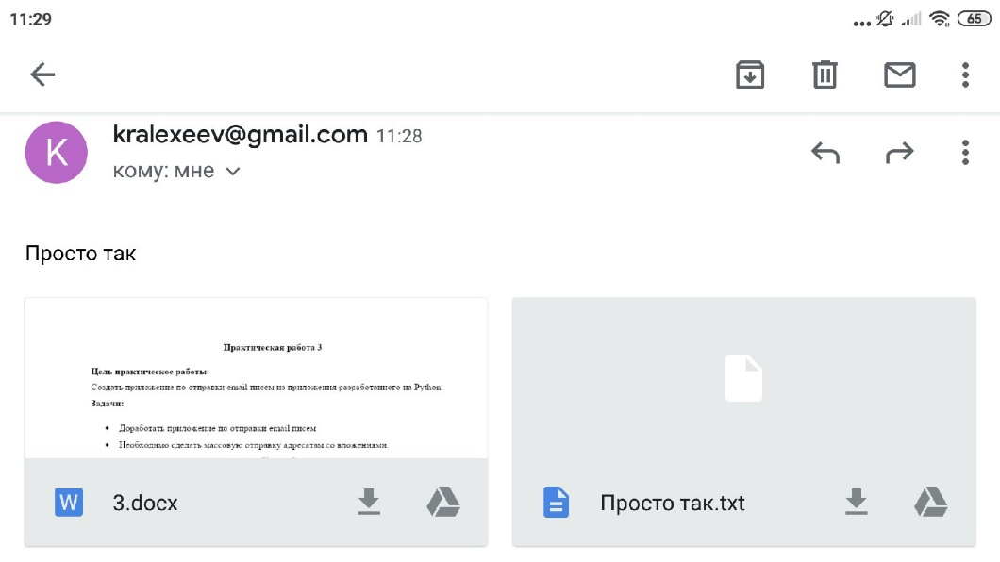 11:29
65
K
kralexeev@gmail.com 11:28
кому: мне
Просто так
Практическая работа 3
Цель практическое работы:
Создать приложение по отправки email писем из приложения разработанного на Python.
Задачи:
• Доработать приложение по отправки email писем
• Необходимо сделать массовую отправку адресатам со вложениями.
W 3.docx
Просто так.txt